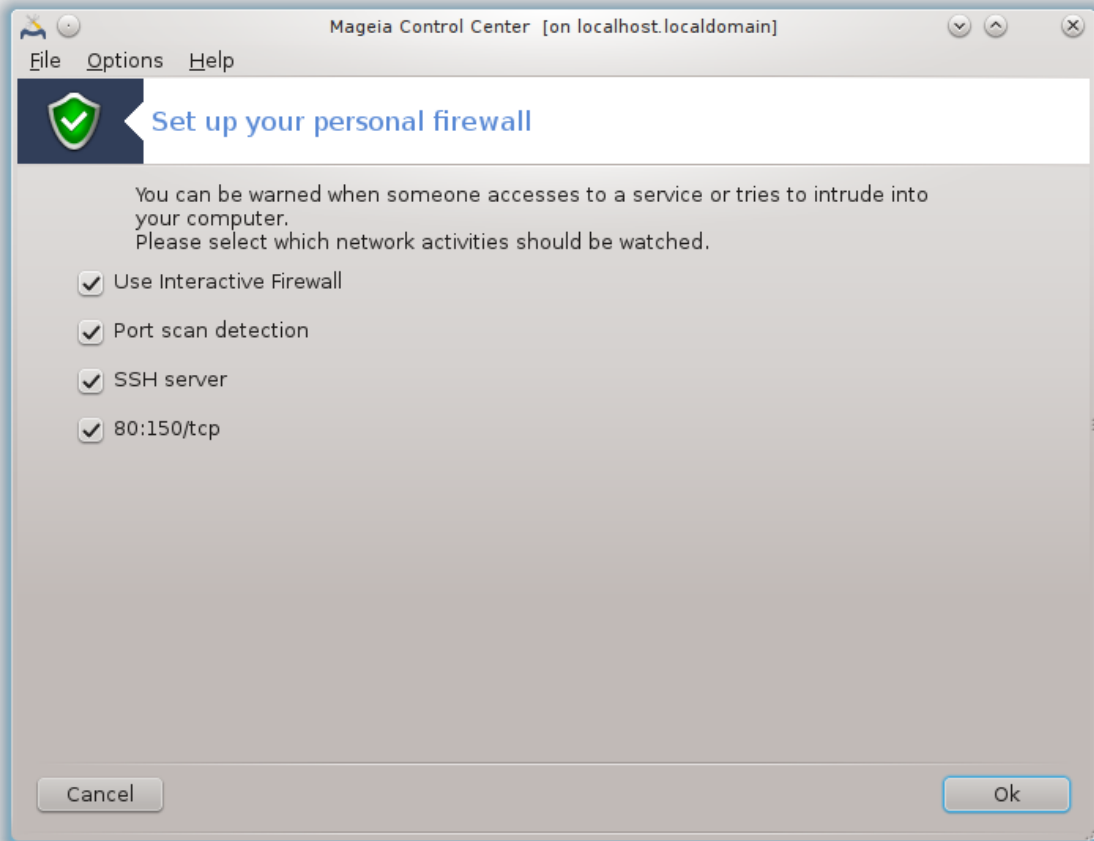 Mageia Control Center [on localhost.localdomain]
File Options Help
Set up your personal firewall
You can be warned when someone accesses to a service or tries to intrude into
your computer.
Please select which network activities should be watched.
Use Interactive Firewall
Port scan detection
SSH server
80:150/tcp
Cancel Ok